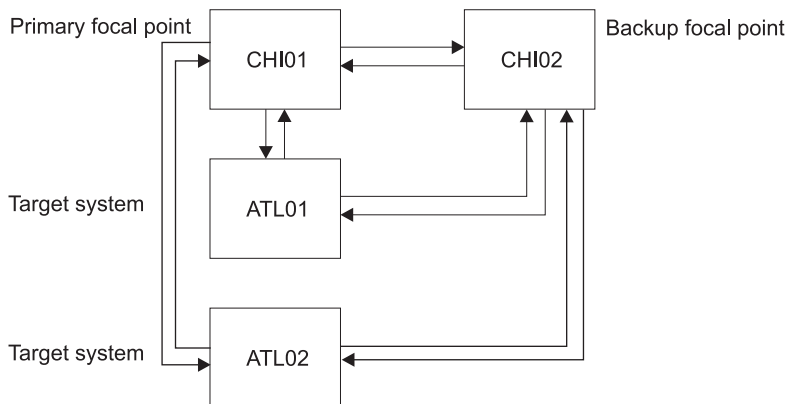 Primary focal point
CHI01
CHI02
Backup focal point
Target system
ATL01
Target system
ATL02